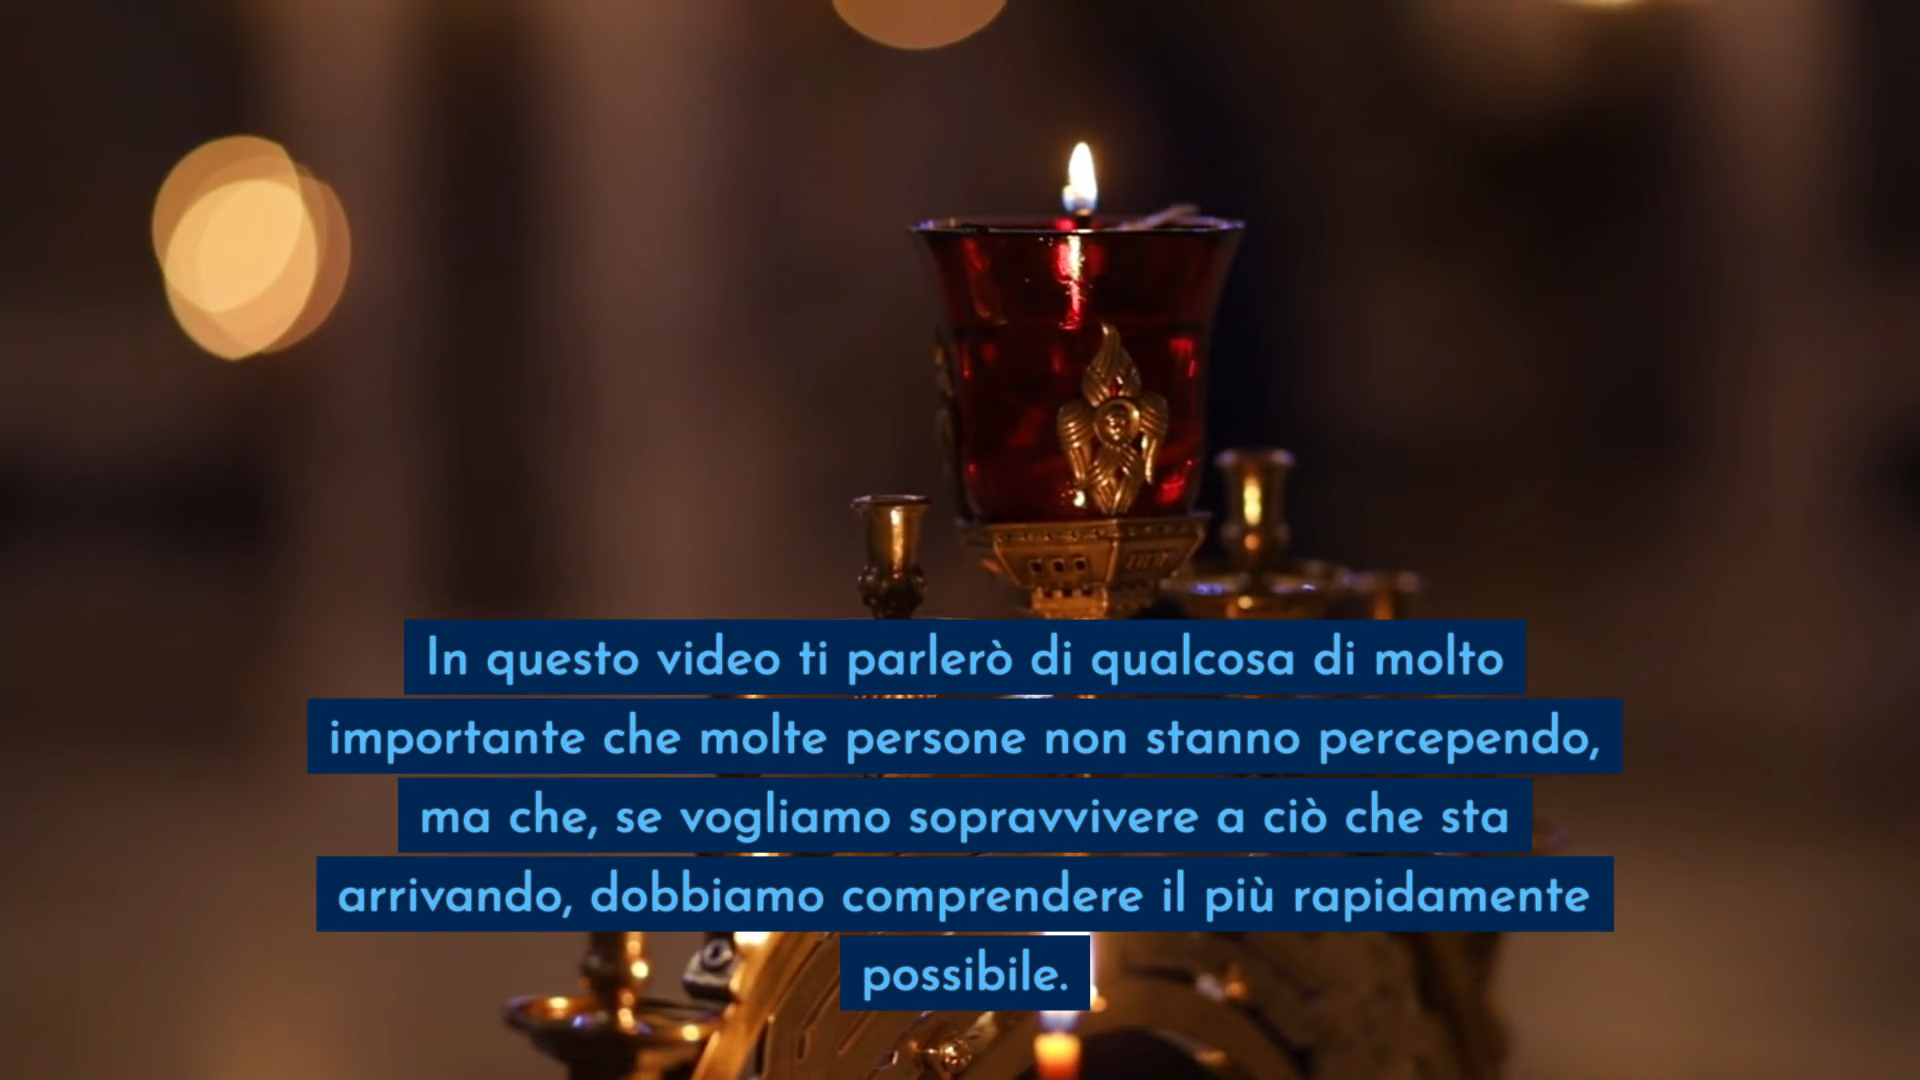 In questo video ti parlerò di qualcosa di molto
importante che molte persone non stanno percependo,
ma che, se vogliamo sopravvivere a ciò che sta
arrivando, dobbiamo comprendere il più rapidamente
possibile.